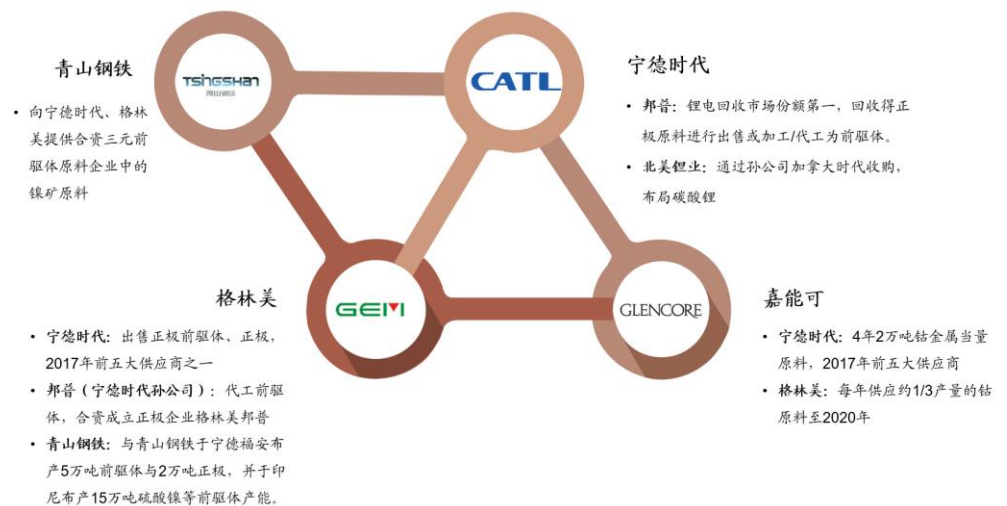 青山钢铁
• 向宁德时代、格林
美提供合资三元前
驱体原料企业中的
镍矿原料
TSINGSHAN
青山钢铁
CATL
宁德时代
• 邦普：锂电回收市场份额第一，回收得正
极原料进行出售或加工/代工为前驱体。
• 北美锂业：通过孙公司加拿大时代收购，
布局碳酸锂
格林美
• 宁德时代：出售正极前驱体、正极，
2017年前五大供应商之一
• 邦普（宁德时代孙公司）：代工前驱
体，合资成立正极企业格林美邦普
• 青山钢铁：与青山钢铁于宁德福安布
产5万吨前驱体与2万吨正极，并于印
尼布产15万吨硫酸镍等前驱体产能。
GEM
GLENCORE
嘉能可
• 宁德时代：4年2万吨钴金属当量
原料，2017年前五大供应商
• 格林美：每年供应约1/3产量的钴
原料至2020年